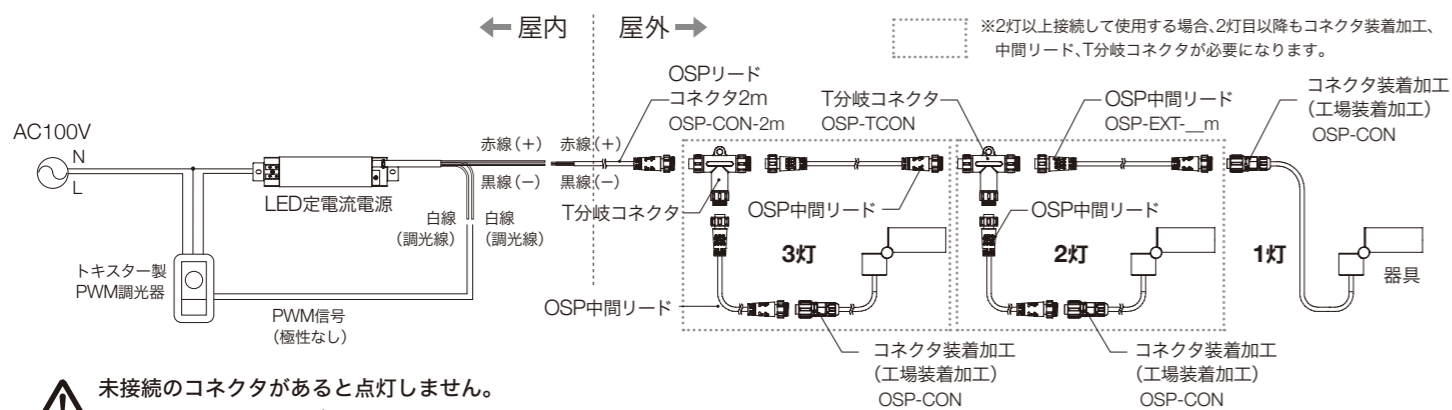 ← 屋内
屋外 →
※2灯以上接続して使用する場合、2灯目以降もコネクタ装着加工、
中間リード、T分岐コネクタが必要になります。
OSPリード
コネクタ2m
OSP-CON-2m
T分岐コネクタ
OSP-TCON
OSP中間リード
OSP-EXT-__m
コネクタ装着加工
(工場装着加工)
OSP-CON
AC100V
N
L
LED定電流電源
赤線(+)
赤線(+)
黒線(−)
黒線(−)
白線
(調光線)
白線
(調光線)
T分岐コネクタ
OSP中間リード
OSP中間リード
3灯
2灯
1灯
器具
トキスター製
PWM調光器
PWM信号
(極性なし)
OSP中間リード
コネクタ装着加工
(工場装着加工)
OSP-CON
コネクタ装着加工
(工場装着加工)
OSP-CON
未接続のコネクタがあると点灯しません。